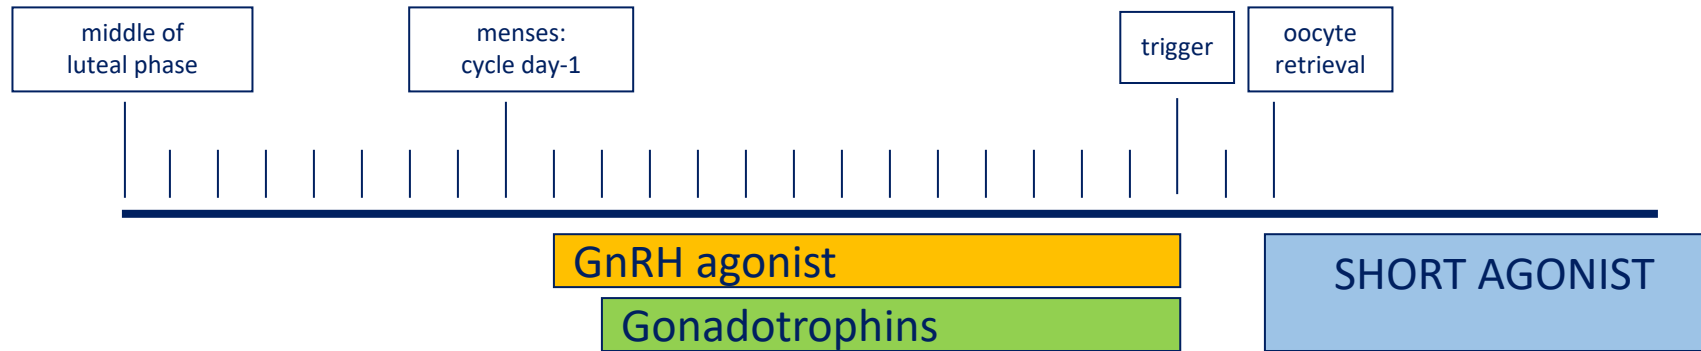 middle of
luteal phase
menses:
cycle day-1
trigger
oocyte
retrieval
GnRH agonist
Gonadotrophins
SHORT AGONIST